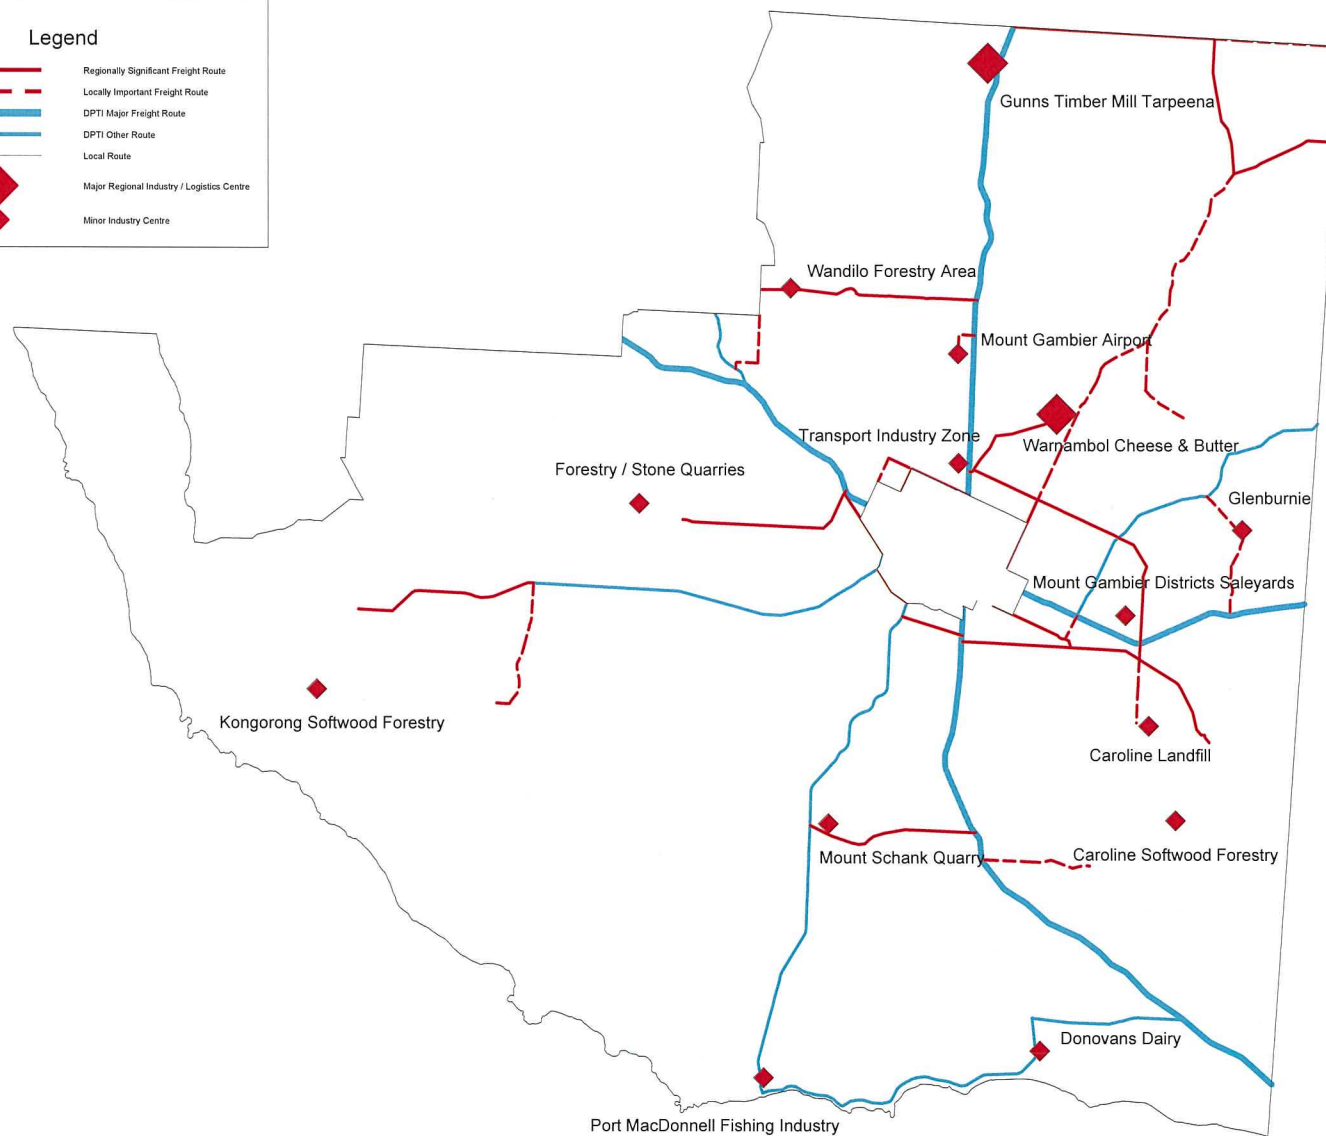 Legend
Regionally Significant Freight Route
Locally Important Freight Route
DPTI Major Freight Route
DPTI Other Route
Local Route
Major Regional Industry / Logistics Centre
Minor Industry Centre
Gunns Timber Mill Tarpeena
Wandilo Forestry Area
Mount Gambier Airport
Transport Industry Zone
Warnambol Cheese & Butter
Forestry / Stone Quarries
Glenburnie
Mount Gambier Districts Saleyards
Kongorong Softwood Forestry
Caroline Landfill
Mount Schank Quarry
Caroline Softwood Forestry
Donovans Dairy
Port MacDonnell Fishing Industry